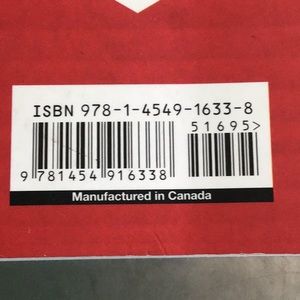 ISBN 978-1-4549-1633-8
51695>
9 781454 916338
Manufactured in Canada